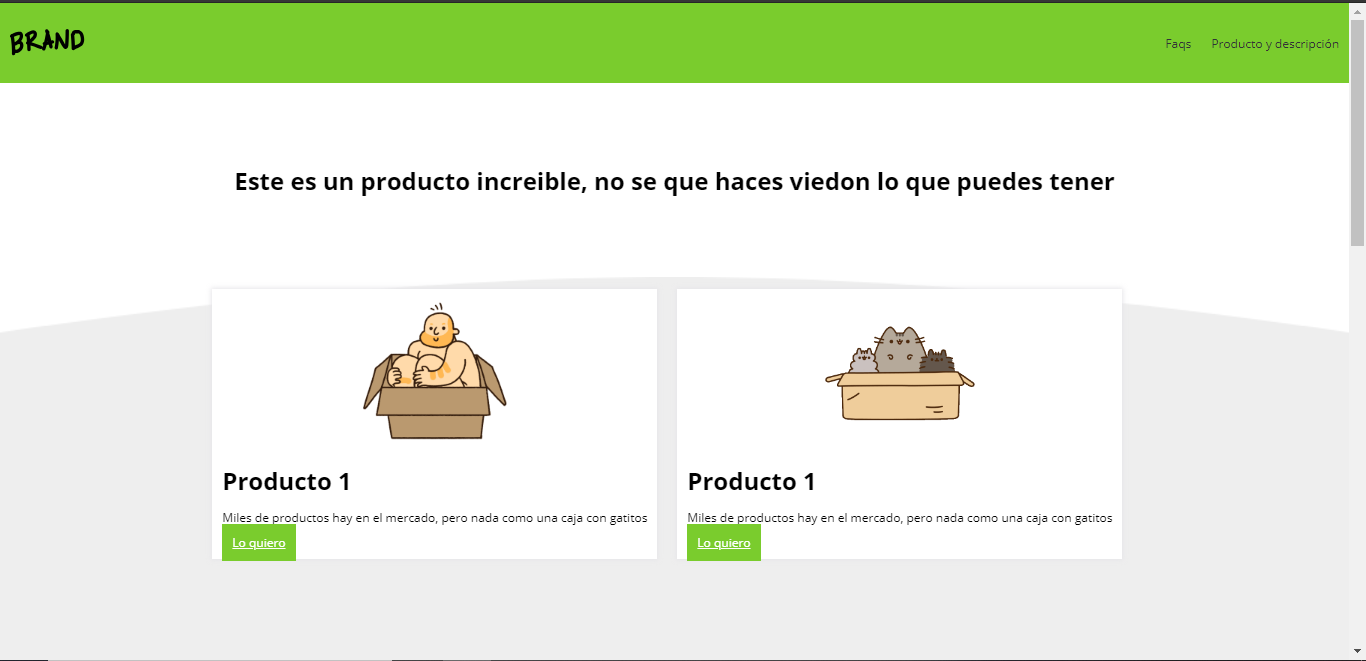 BRAND
Faqs
Producto y descripción
Este es un producto increible, no se que haces viedon lo que puedes tener
Producto 1
Miles de productos hay en el mercado, pero nada como una caja con gatitos
Lo quiero
Producto 1
Miles de productos hay en el mercado, pero nada como una caja con gatitos
Lo quiero